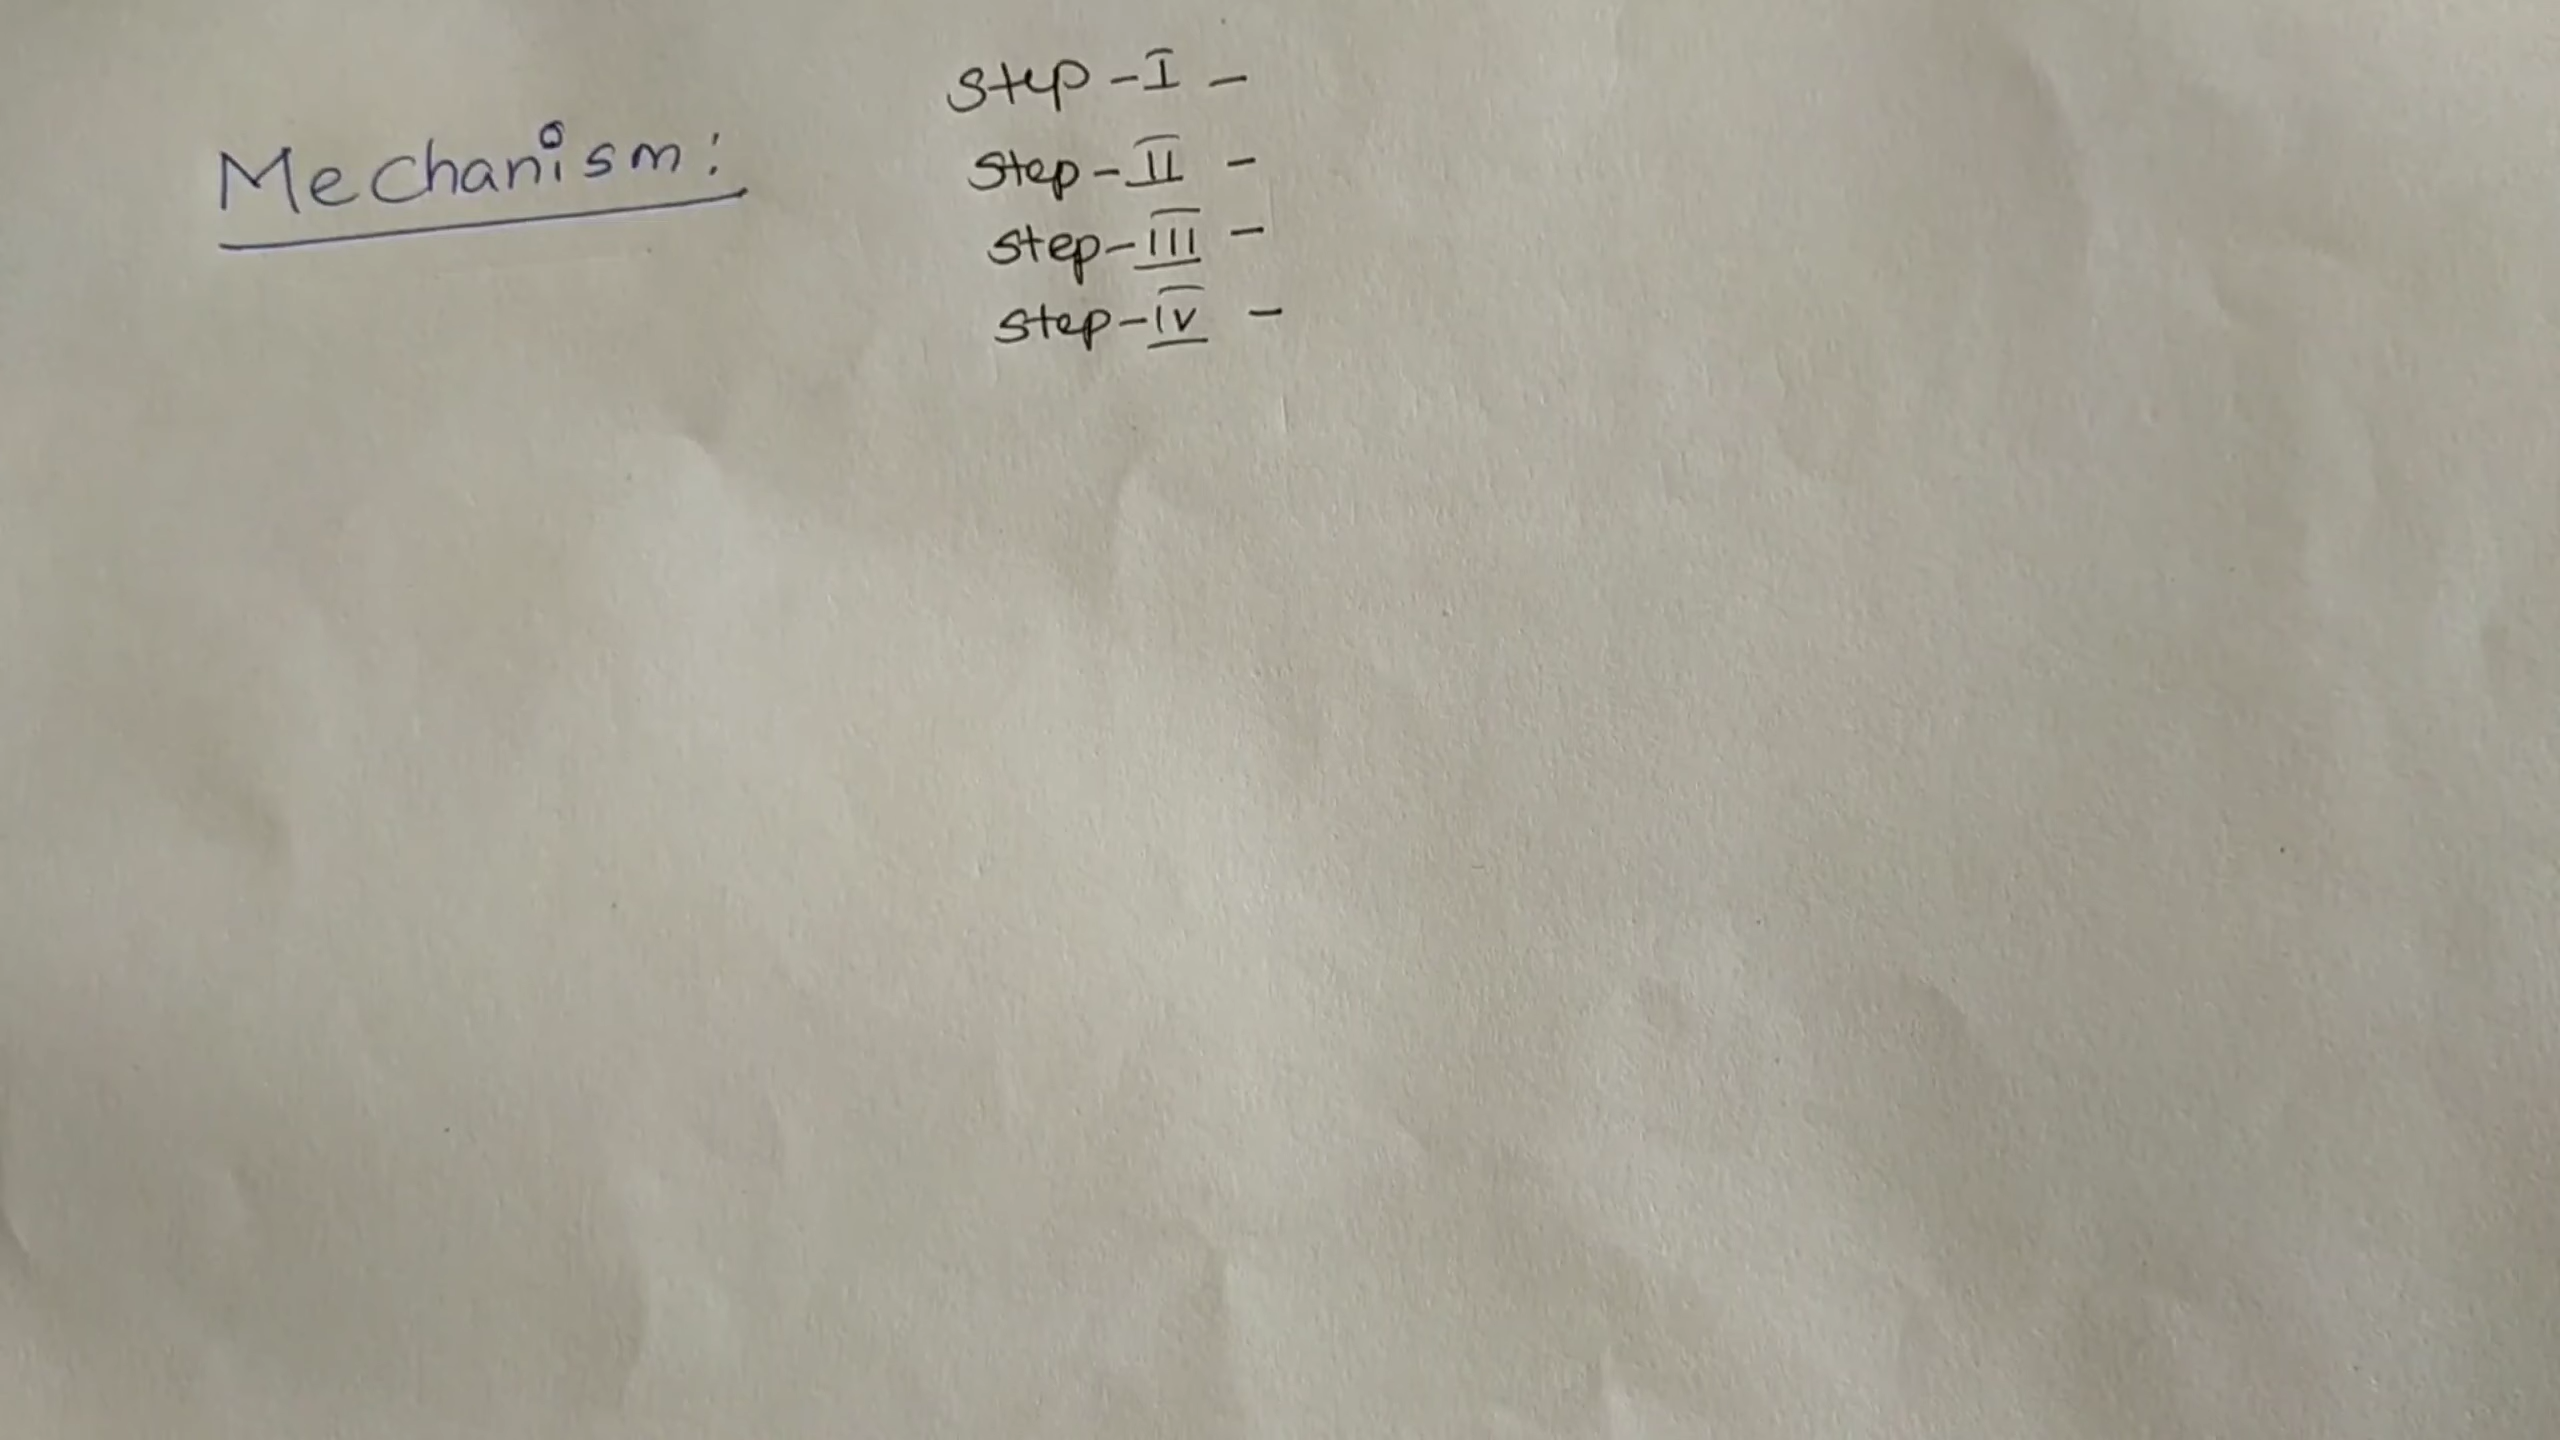 Mechanism:
Step - I -
Step - II -
Step - III -
Step - IV -